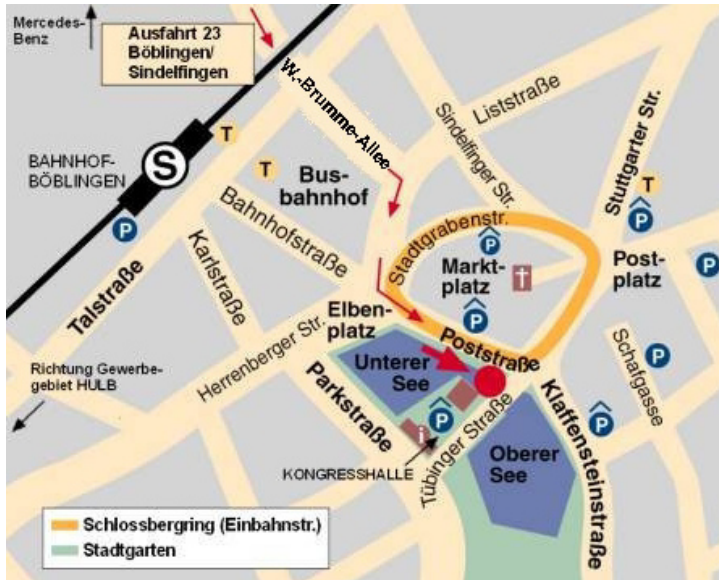 Mercedes-
Benz
Ausfahrt 23
Böblingen/
Sindelfingen
W.-Brumme-Allee
Liststraße
Sindelfinger Str.
Stuttgarter Str.
T
T
T
S
BAHNHOF-
BÖBLINGEN
P
Bus-
bahnhof
Bahnhofstraße
Stadtgrabenstr.
P
P
Talstraße
Karlstraße
Markt-
platz
Post-
platz
P
P
Elben-
platz
Poststraße
Herrenberger Str.
Unterer
See
Richtung Gewerbe-
gebiet HULB
Parkstraße
P
i
KONGRESSHALLE
Tübinger Straße
Oberer
See
Klaffensteinstraße
Schafgasse
P
P
Schlossbergring (Einbahnstr.)
Stadtgarten